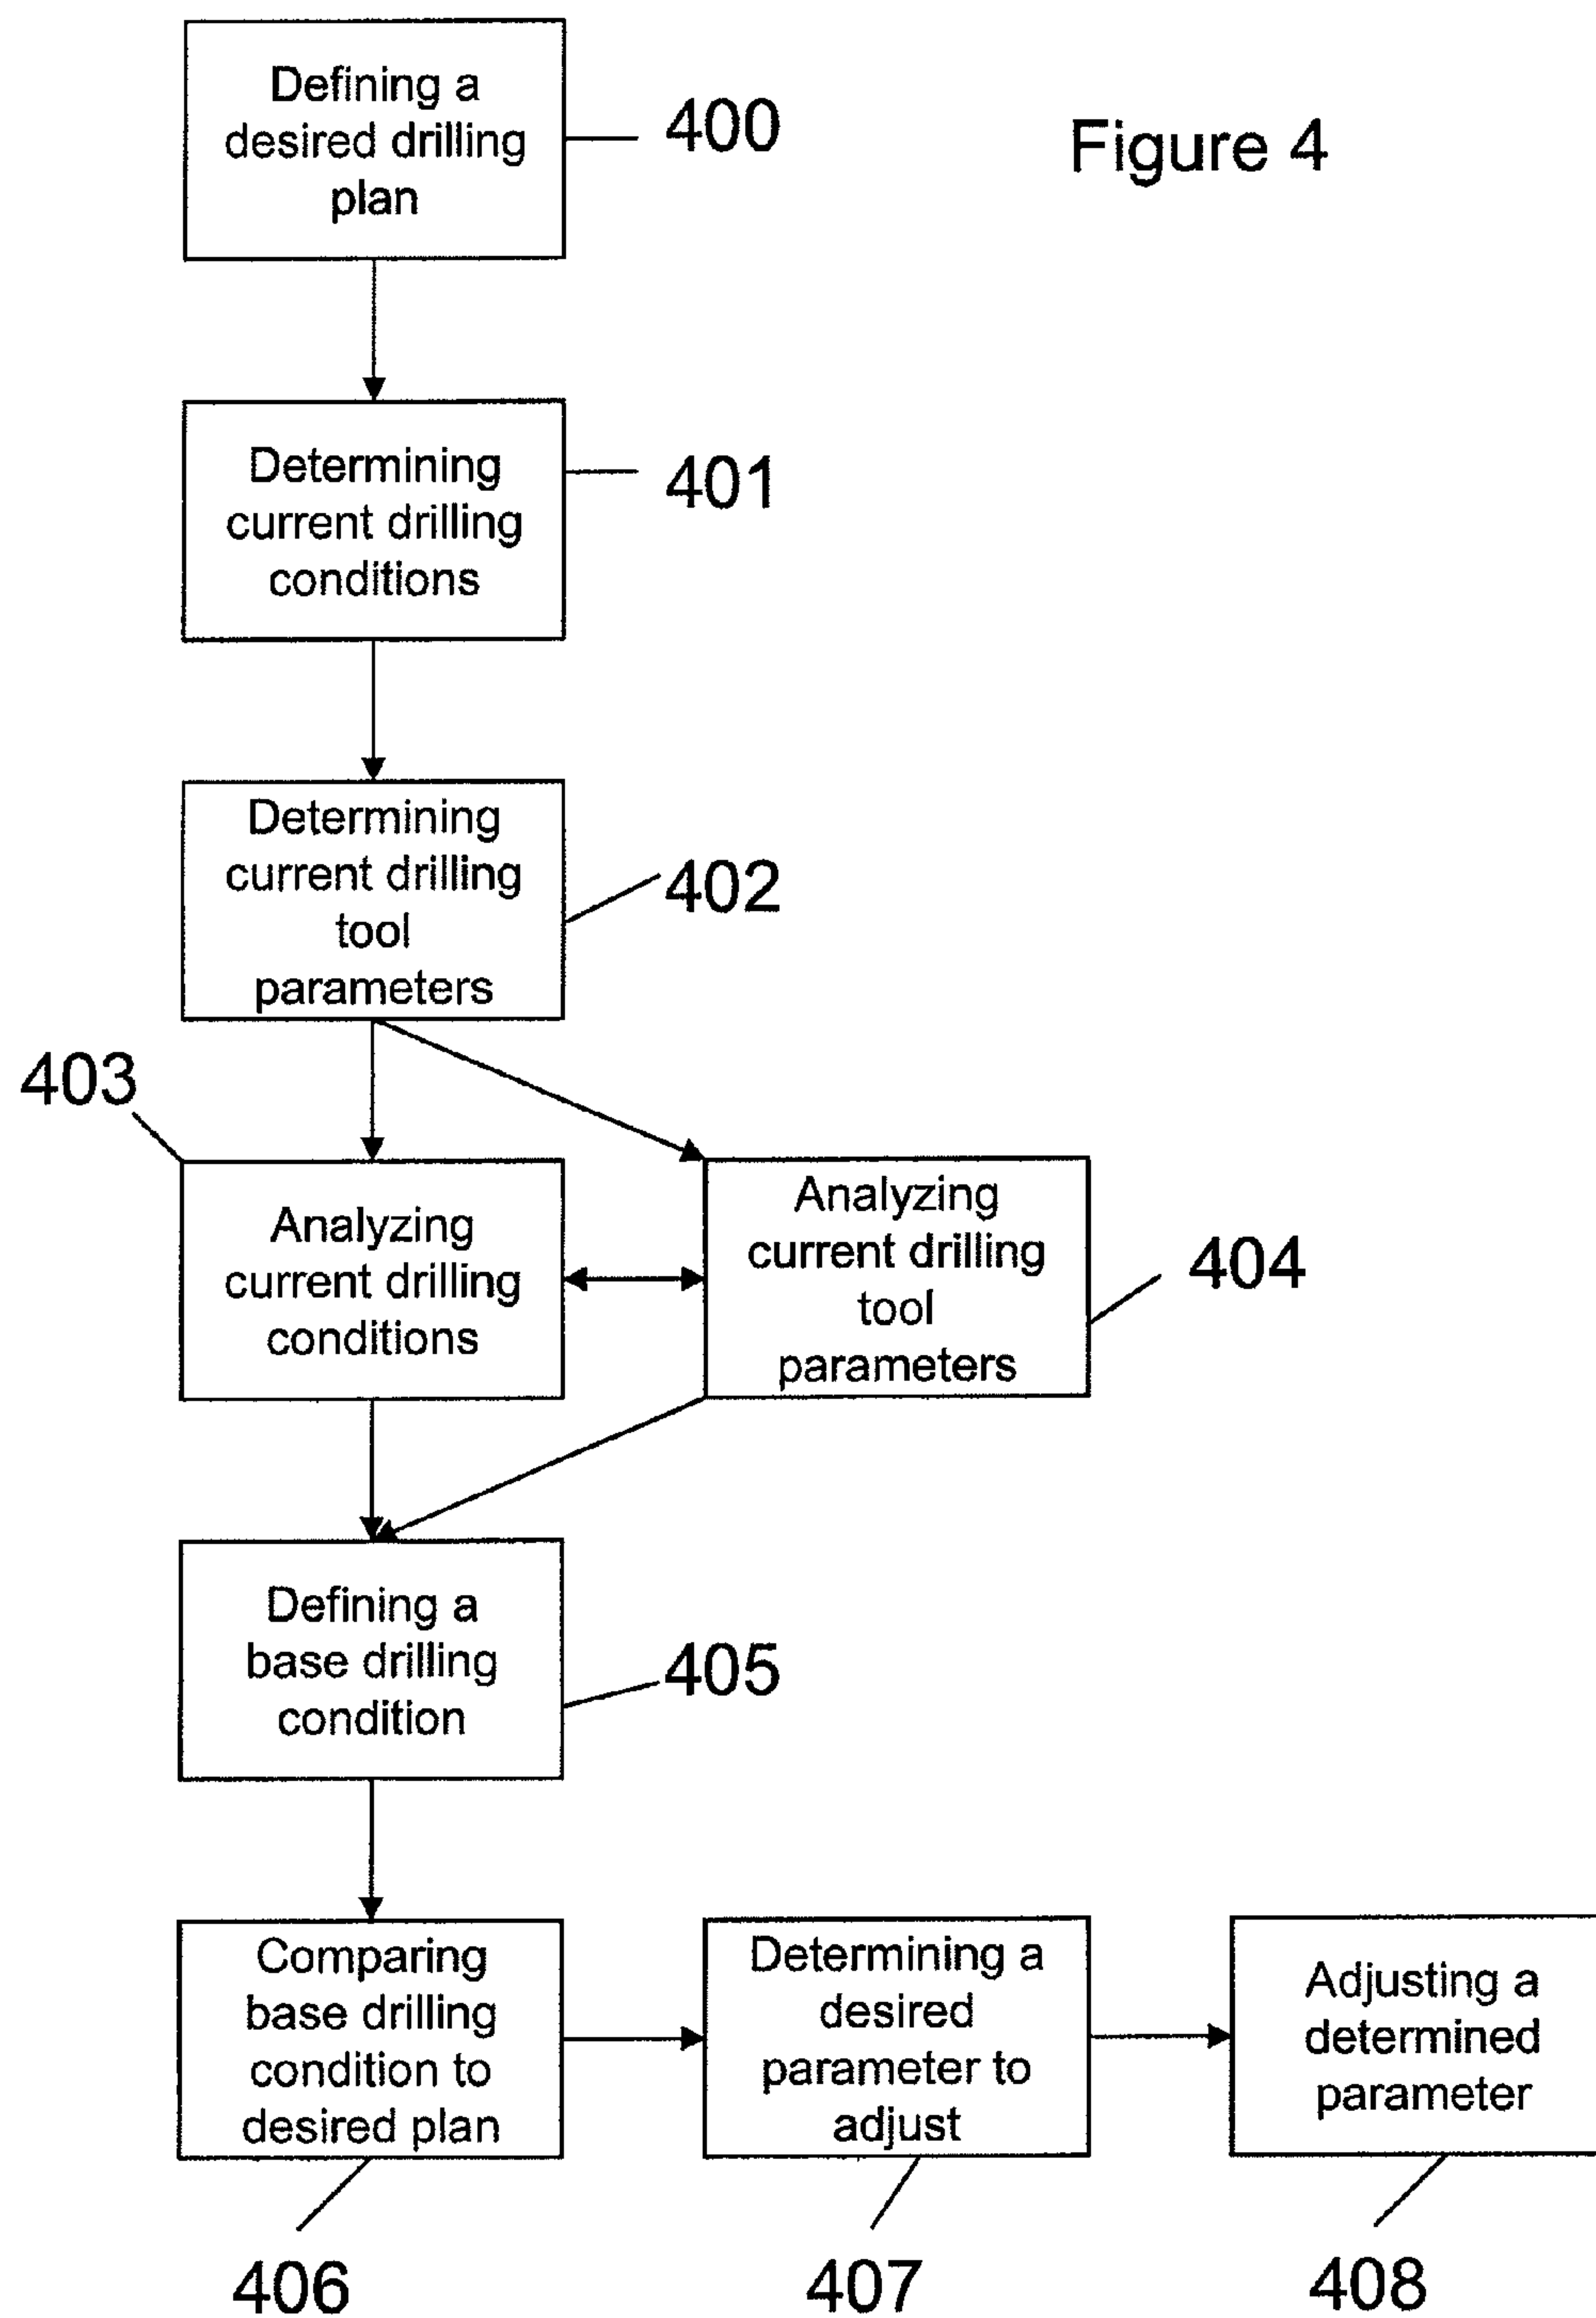 Defining a
desired drilling
plan
400
Figure 4
Determining
current drilling
conditions
401
Determining
current drilling
tool
parameters
402
403
Analyzing
current drilling
conditions
Analyzing
current drilling
tool
parameters
404
Defining a
base drilling
condition
405
Comparing
base drilling
condition to
desired plan
Determining a
desired
parameter to
adjust
Adjusting a
determined
parameter
406
407
408